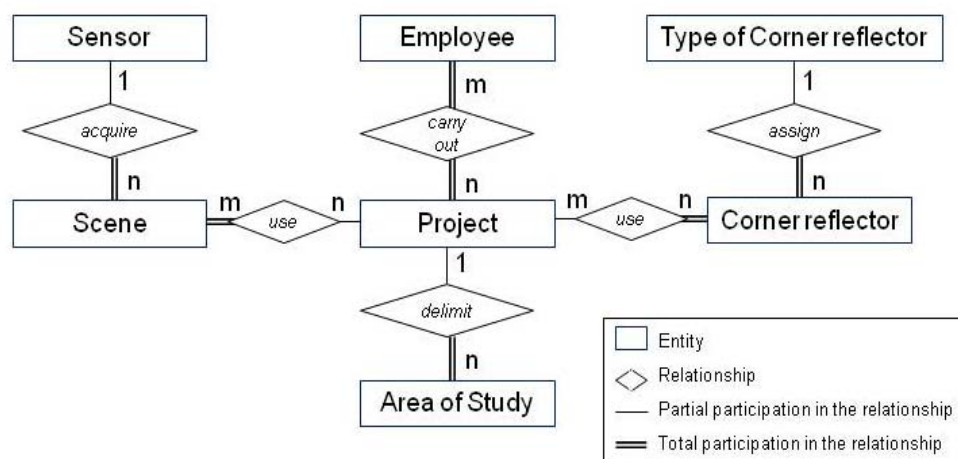 Sensor
Employee
Type of Corner reflector
1
m
1
acquire
carry
out
assign
n
n
n
Scene
m
use
n
Project
m
use
n
Corner reflector
1
delimit
n
Area of Study
Entity
Relationship
Partial participation in the relationship
Total participation in the relationship